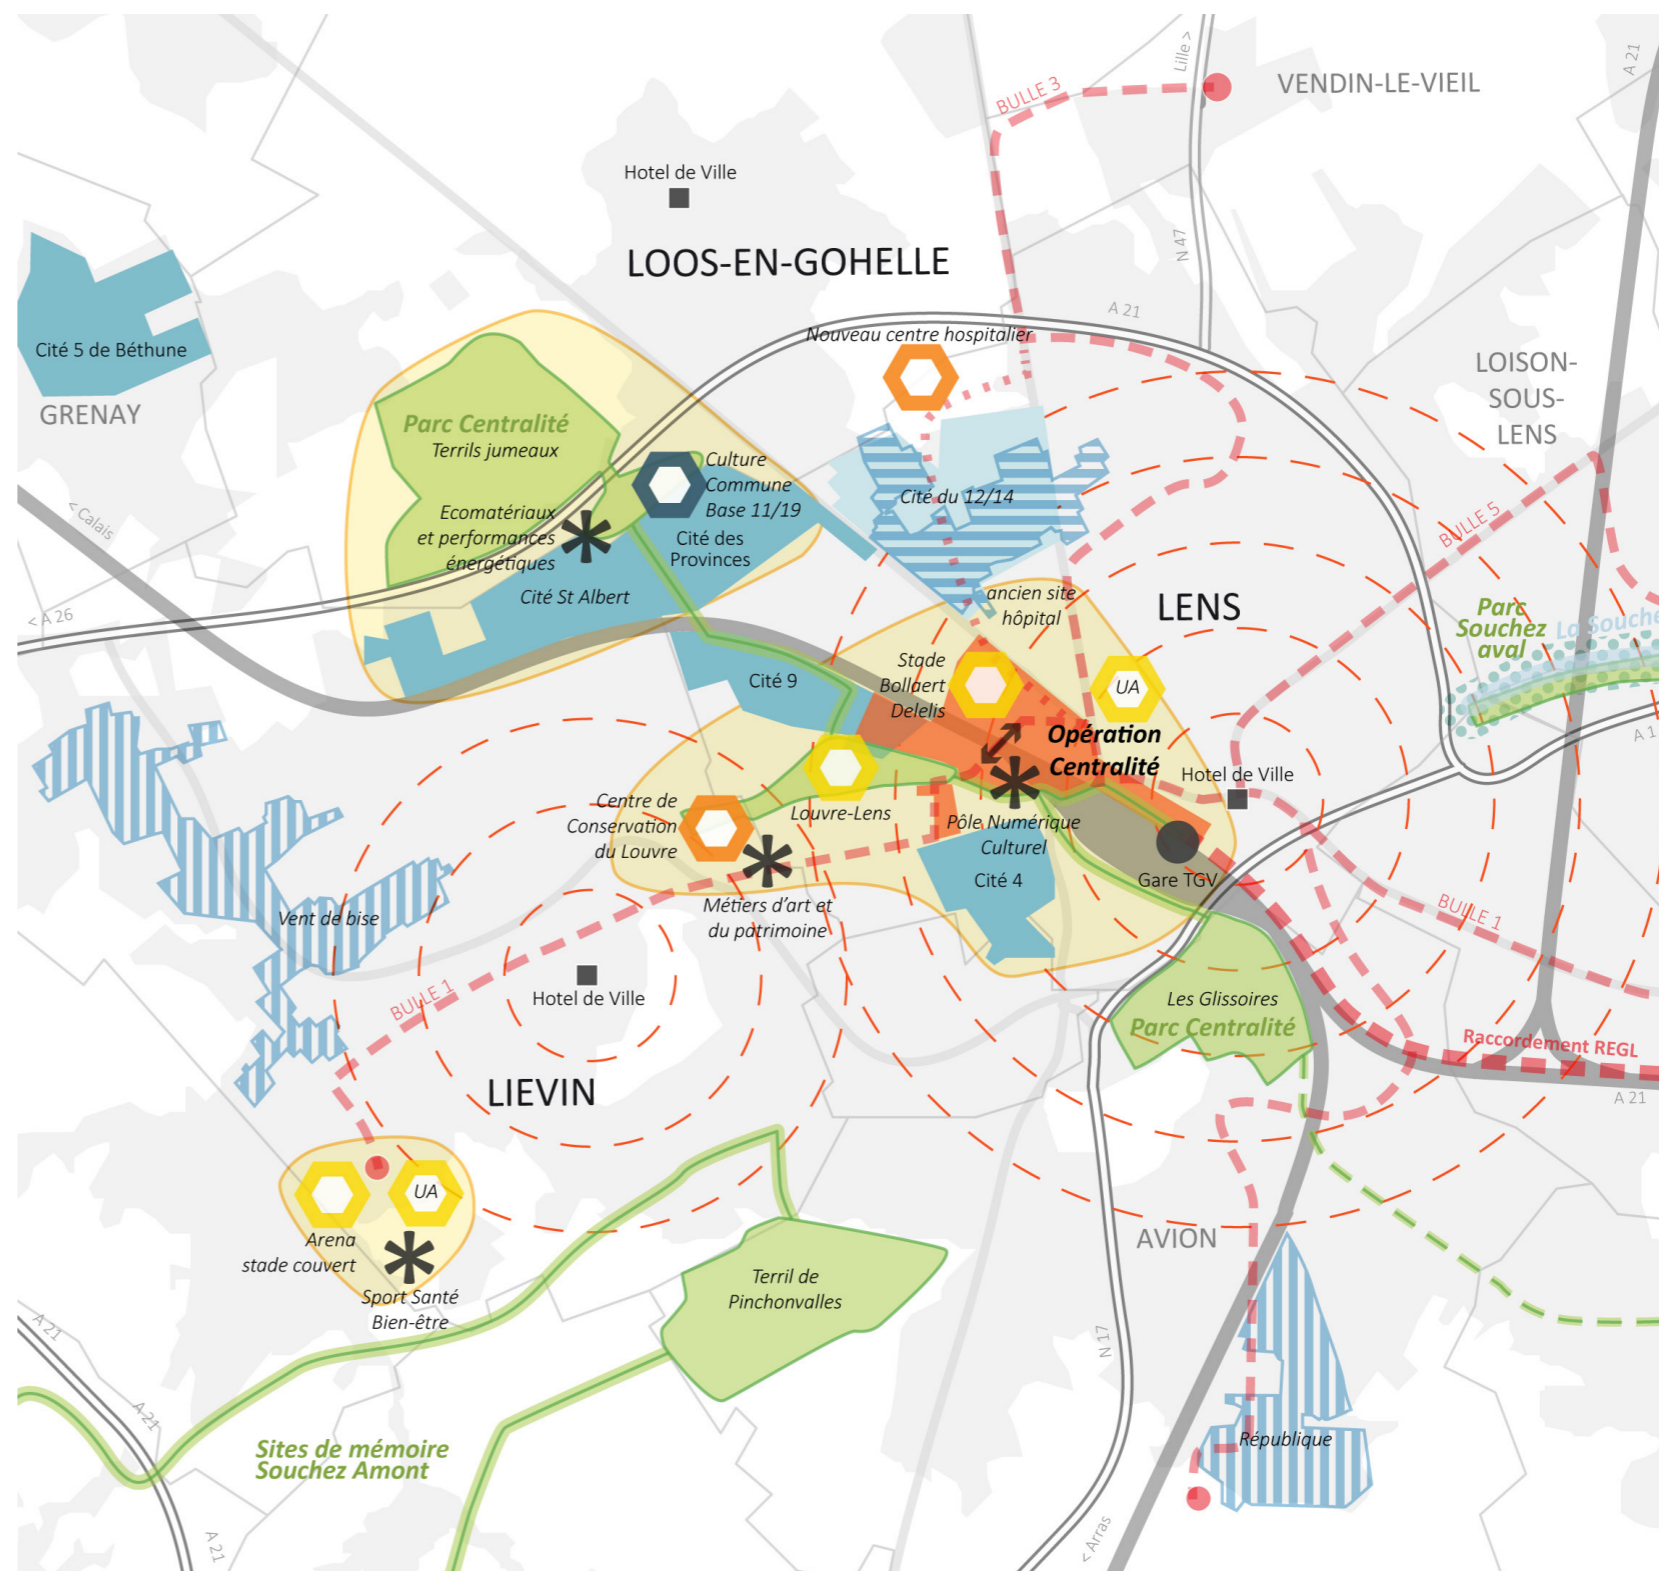 Lille >
A 21
BULLE 3
VENDIN-LE-VIEIL
Hotel de Ville
LOOS-EN-GOHELLE
N 47
A 21
Nouveau centre hospitalier
Cité 5 de Béthune
GRENAY
LOISON-
SOUS-
LENS
Parc Centralité
Terrils jumeaux
Culture
Commune
Base 11/19
Cité du 12/14
< Calais
Ecomatériaux
et performances
énergétiques
Cité des
Provinces
BULLE 5
Cité St Albert
< A 26
ancien site
hôpital
LENS
Parc
Souchez
aval
La Souche
Stade
Bollaert
Delelis
Cité 9
UA
Opération
Centralité
A 1
Hotel de Ville
Centre de
Conservation
du Louvre
Louvre-Lens
Pôle Numérique
Culturel
Cité 4
Gare TGV
Métiers d'art et
du patrimoine
Vent de bise
BULLE 1
BULLE 1
Hotel de Ville
Les Glissoires
Parc Centralité
Raccordement REGL
A 21
LIEVIN
UA
Arena
stade couvert
Sport Santé
Bien-être
AVION
Terril de
Pinchonvalles
A 21
N 17
A 21
République
Sites de mémoire
Souchez Amont
A 21
< Arras